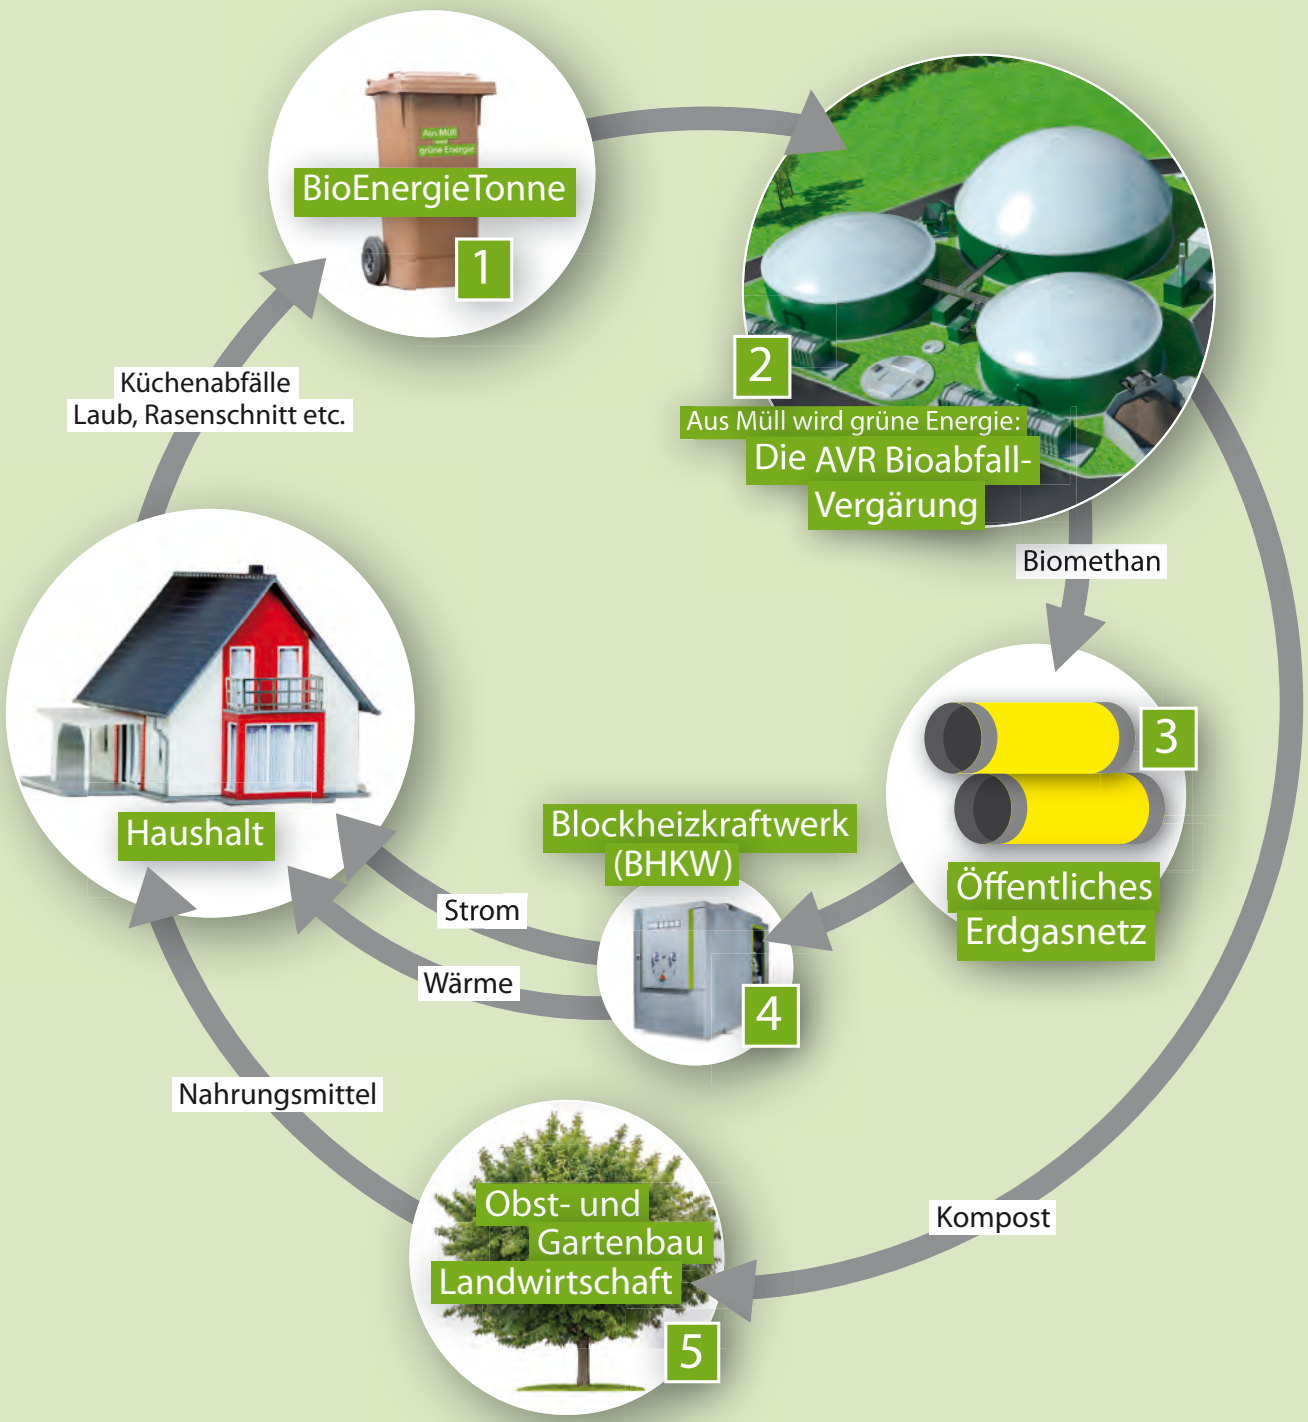 Aus Müll
wird
grüne Energie
BioEnergieTonne
1
2
Aus Müll wird grüne Energie:
Die AVR Bioabfall-
Vergärung
Küchenabfälle
Laub, Rasenschnitt etc.
Biomethan
3
Öffentliches
Erdgasnetz
Haushalt
Blockheizkraftwerk
(BHKW)
4
Strom
Wärme
Nahrungsmittel
Obst- und
Gartenbau
Landwirtschaft
5
Kompost